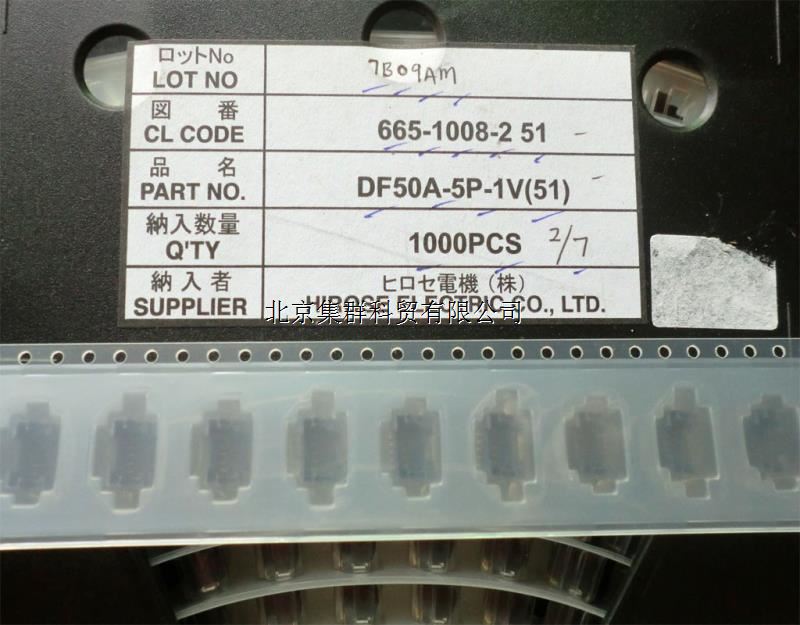 ロットNo
LOT NO 7B09AM
図 番
CL CODE 665-1008-2 51
品 名
PART NO. DF50A-5P-1V(51)
納入数量
Q'TY 1000PCS 2/7
納入者 ヒロセ電機(株)
SUPPLIER HIROSE ELECTRIC CO., LTD.
北京集群科贸有限公司